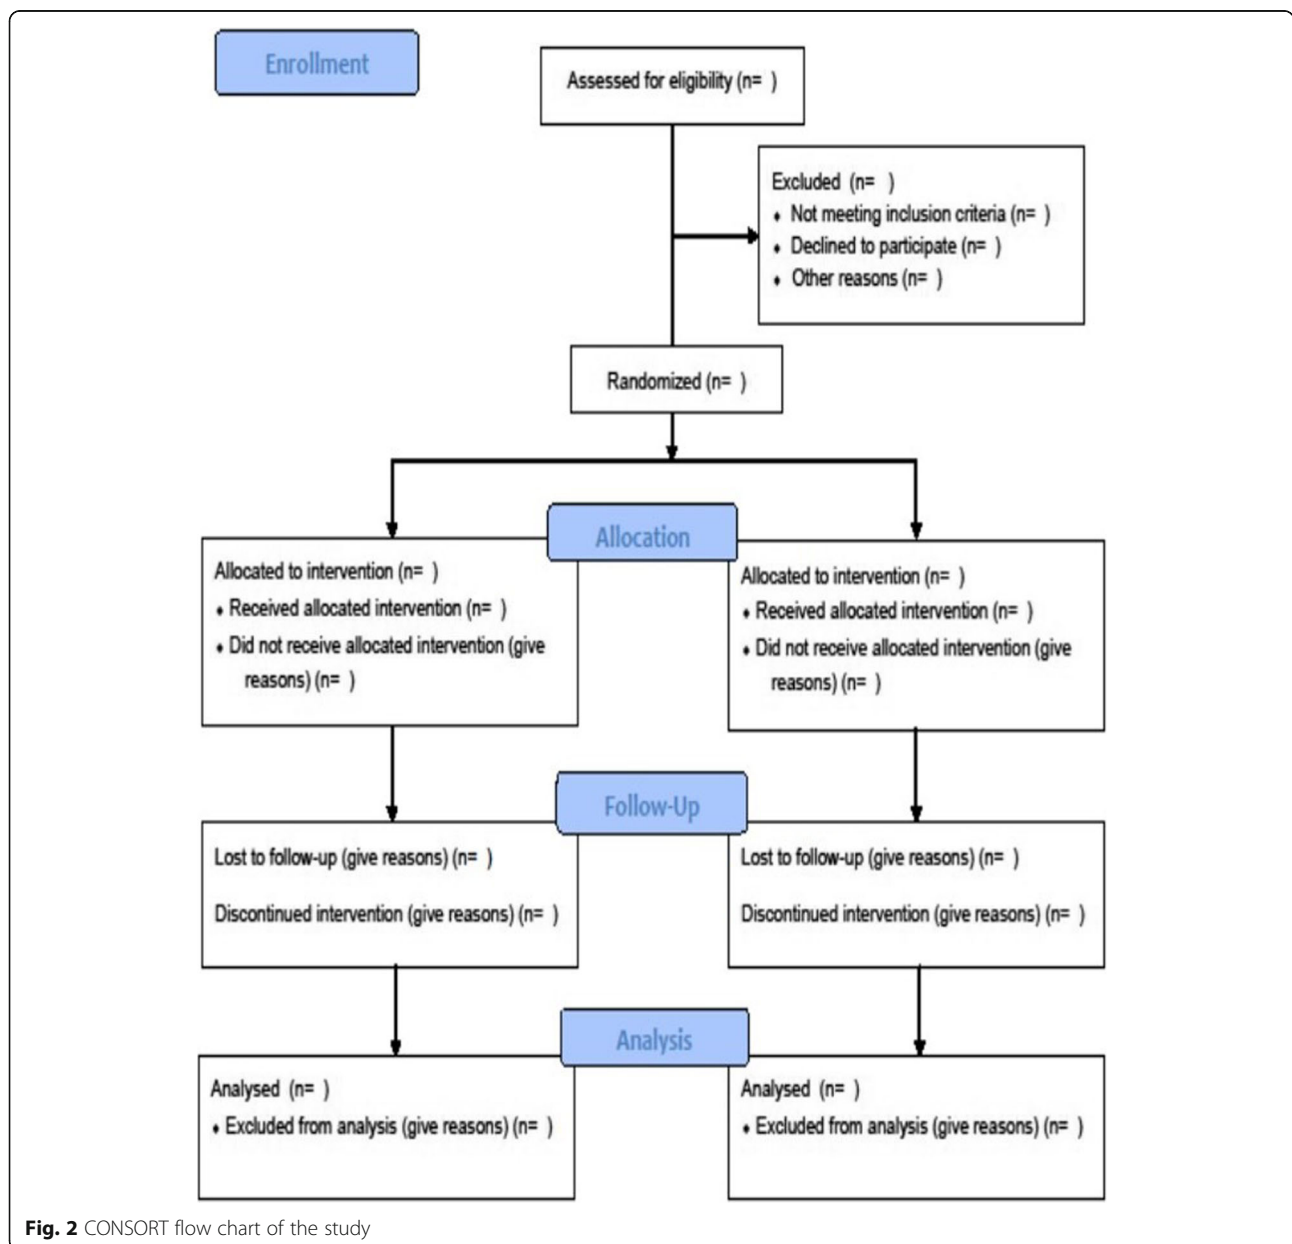 Enrollment
Assessed for eligibility (n=  )
Excluded  (n=   )
♦ Not meeting inclusion criteria (n=  )
♦ Declined to participate (n=  )
♦ Other reasons (n=  )
Randomized (n=  )
Allocation
Allocated to intervention (n=  )
♦ Received allocated intervention (n=  )
♦ Did not receive allocated intervention (give
reasons) (n=  )
Allocated to intervention (n=  )
♦ Received allocated intervention (n=  )
♦ Did not receive allocated intervention (give
reasons) (n=  )
Follow-Up
Lost to follow-up (give reasons) (n=  )
Discontinued intervention (give reasons) (n=  )
Lost to follow-up (give reasons) (n=  )
Discontinued intervention (give reasons) (n=  )
Analysis
Analysed  (n=  )
♦ Excluded from analysis (give reasons) (n=  )
Analysed  (n=  )
♦ Excluded from analysis (give reasons) (n=  )
Fig. 2 CONSORT flow chart of the study